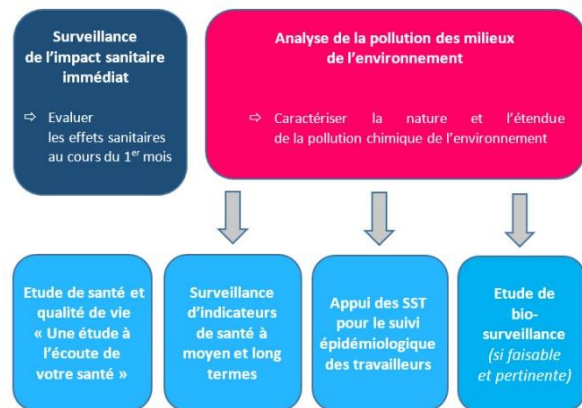 Surveillance
de l'impact sanitaire
immédiat
⇨ Evaluer
les effets sanitaires
au cours du 1er mois
Analyse de la pollution des milieux
de l'environnement
⇨ Caractériser la nature et l'étendue
de la pollution chimique de l'environnement
Etude de santé et
qualité de vie
« Une étude à
l'écoute de
votre santé »
Surveillance
d'indicateurs
de santé à
moyen et long
termes
Appui des SST
pour le suivi
épidémiologique
des travailleurs
Etude de
bio-
surveillance
(si faisable
et pertinente)